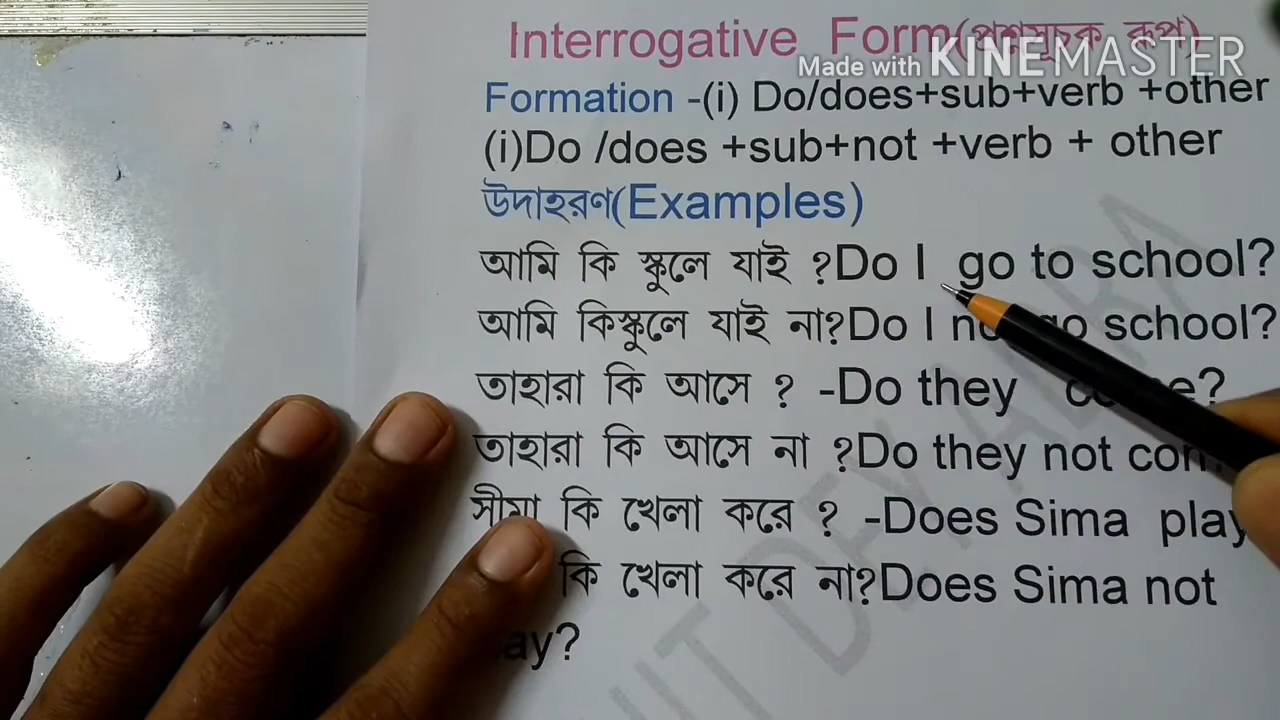 Interrogative Form(প্রশ্নসূচক রূপ)
Made with KINEMASTER
Formation -(i) Do/does+sub+verb +other
(i)Do /does +sub+not +verb + other
উদাহরণ(Examples)
আমি কি স্কুলে যাই ?Do I go to school?
আমি কিস্কুলে যাই না?Do I not go school?
তাহারা কি আসে ? -Do they come?
তাহারা কি আসে না ?Do they not
সীমা কি খেলা করে ? -Does Sima play
কি খেলা করে না?Does Sima not
play?